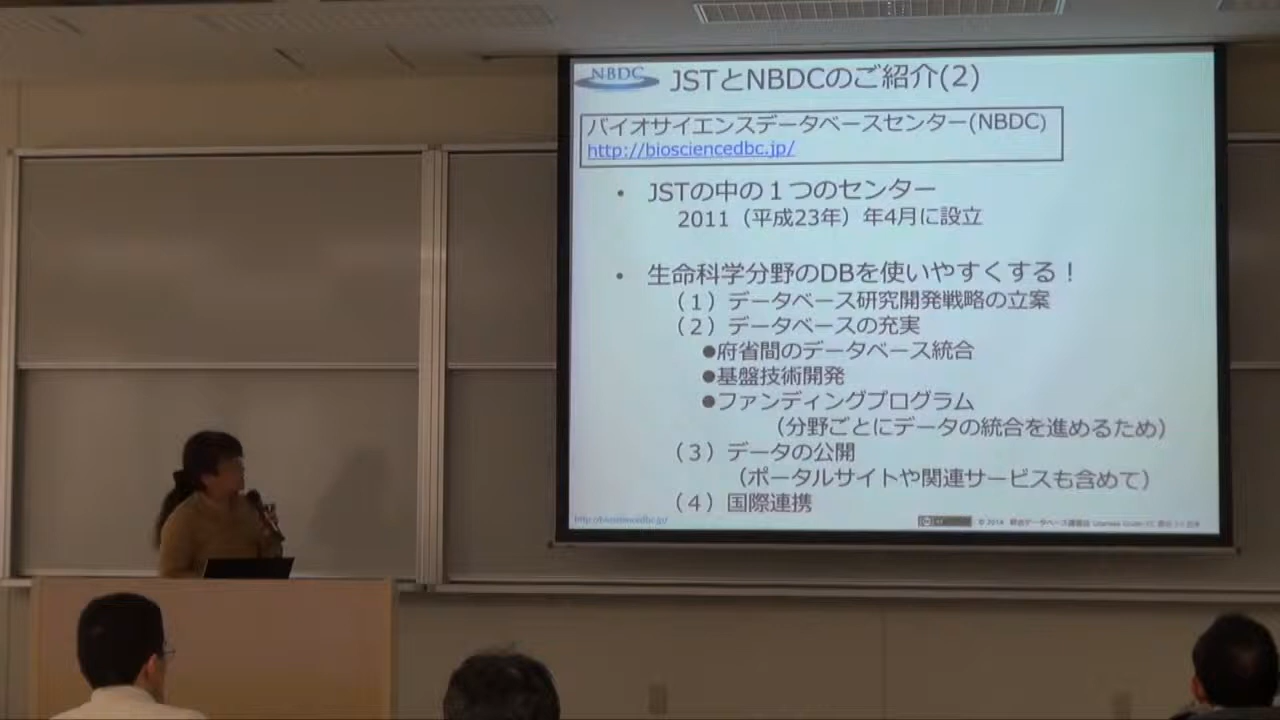 NBDC
JSTとNBDCのご紹介(2)
バイオサイエンスデータベースセンター(NBDC)
http://biosciencedbc.jp/
• JSTの中の１つのセンター
2011（平成23年）年4月に設立
• 生命科学分野のDBを使いやすくする！
（１）データベース研究開発戦略の立案
（２）データベースの充実
●府省間のデータベース統合
●基盤技術開発
●ファンディングプログラム
（分野ごとにデータの統合を進めるため）
（３）データの公開
（ポータルサイトや関連サービスも含めて）
（４）国際連携
http://biosciencedbc.jp/
© 2014